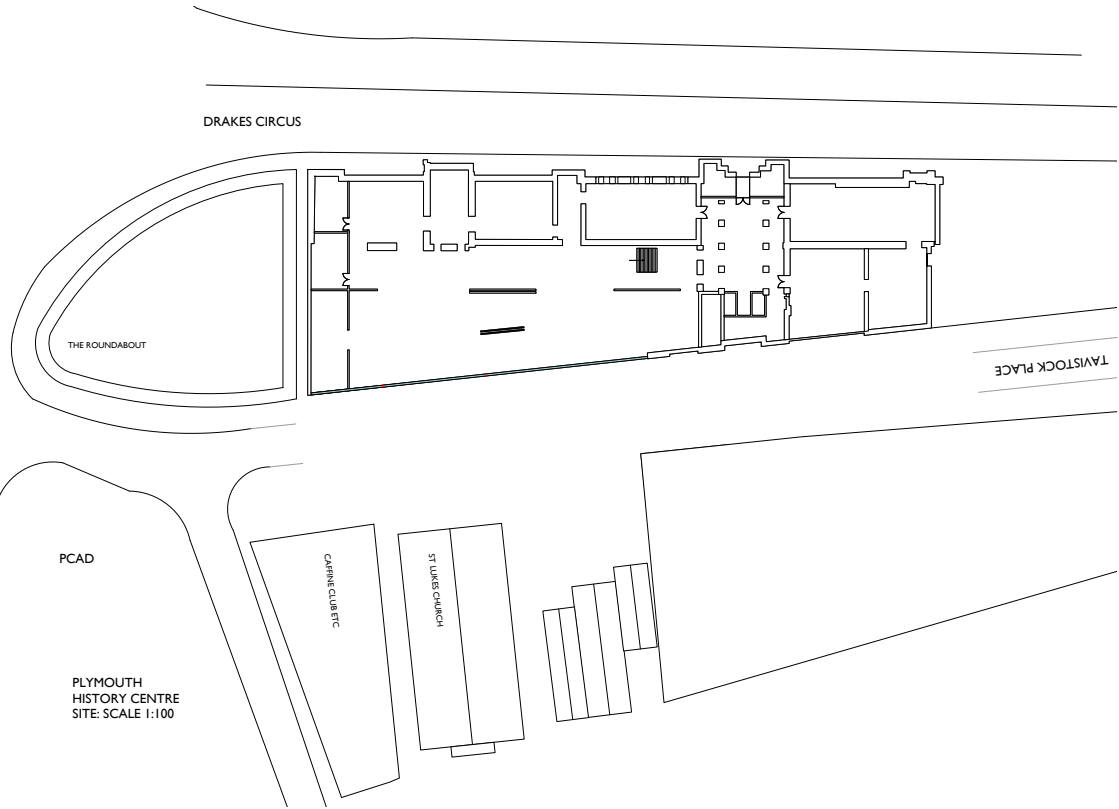 DRAKES CIRCUS
THE ROUNDABOUT
TAVISTOCK PLACE
PCAD
CAFFINE CLUB ETC
ST LUKES CHURCH
PLYMOUTH
HISTORY CENTRE
SITE: SCALE 1:100